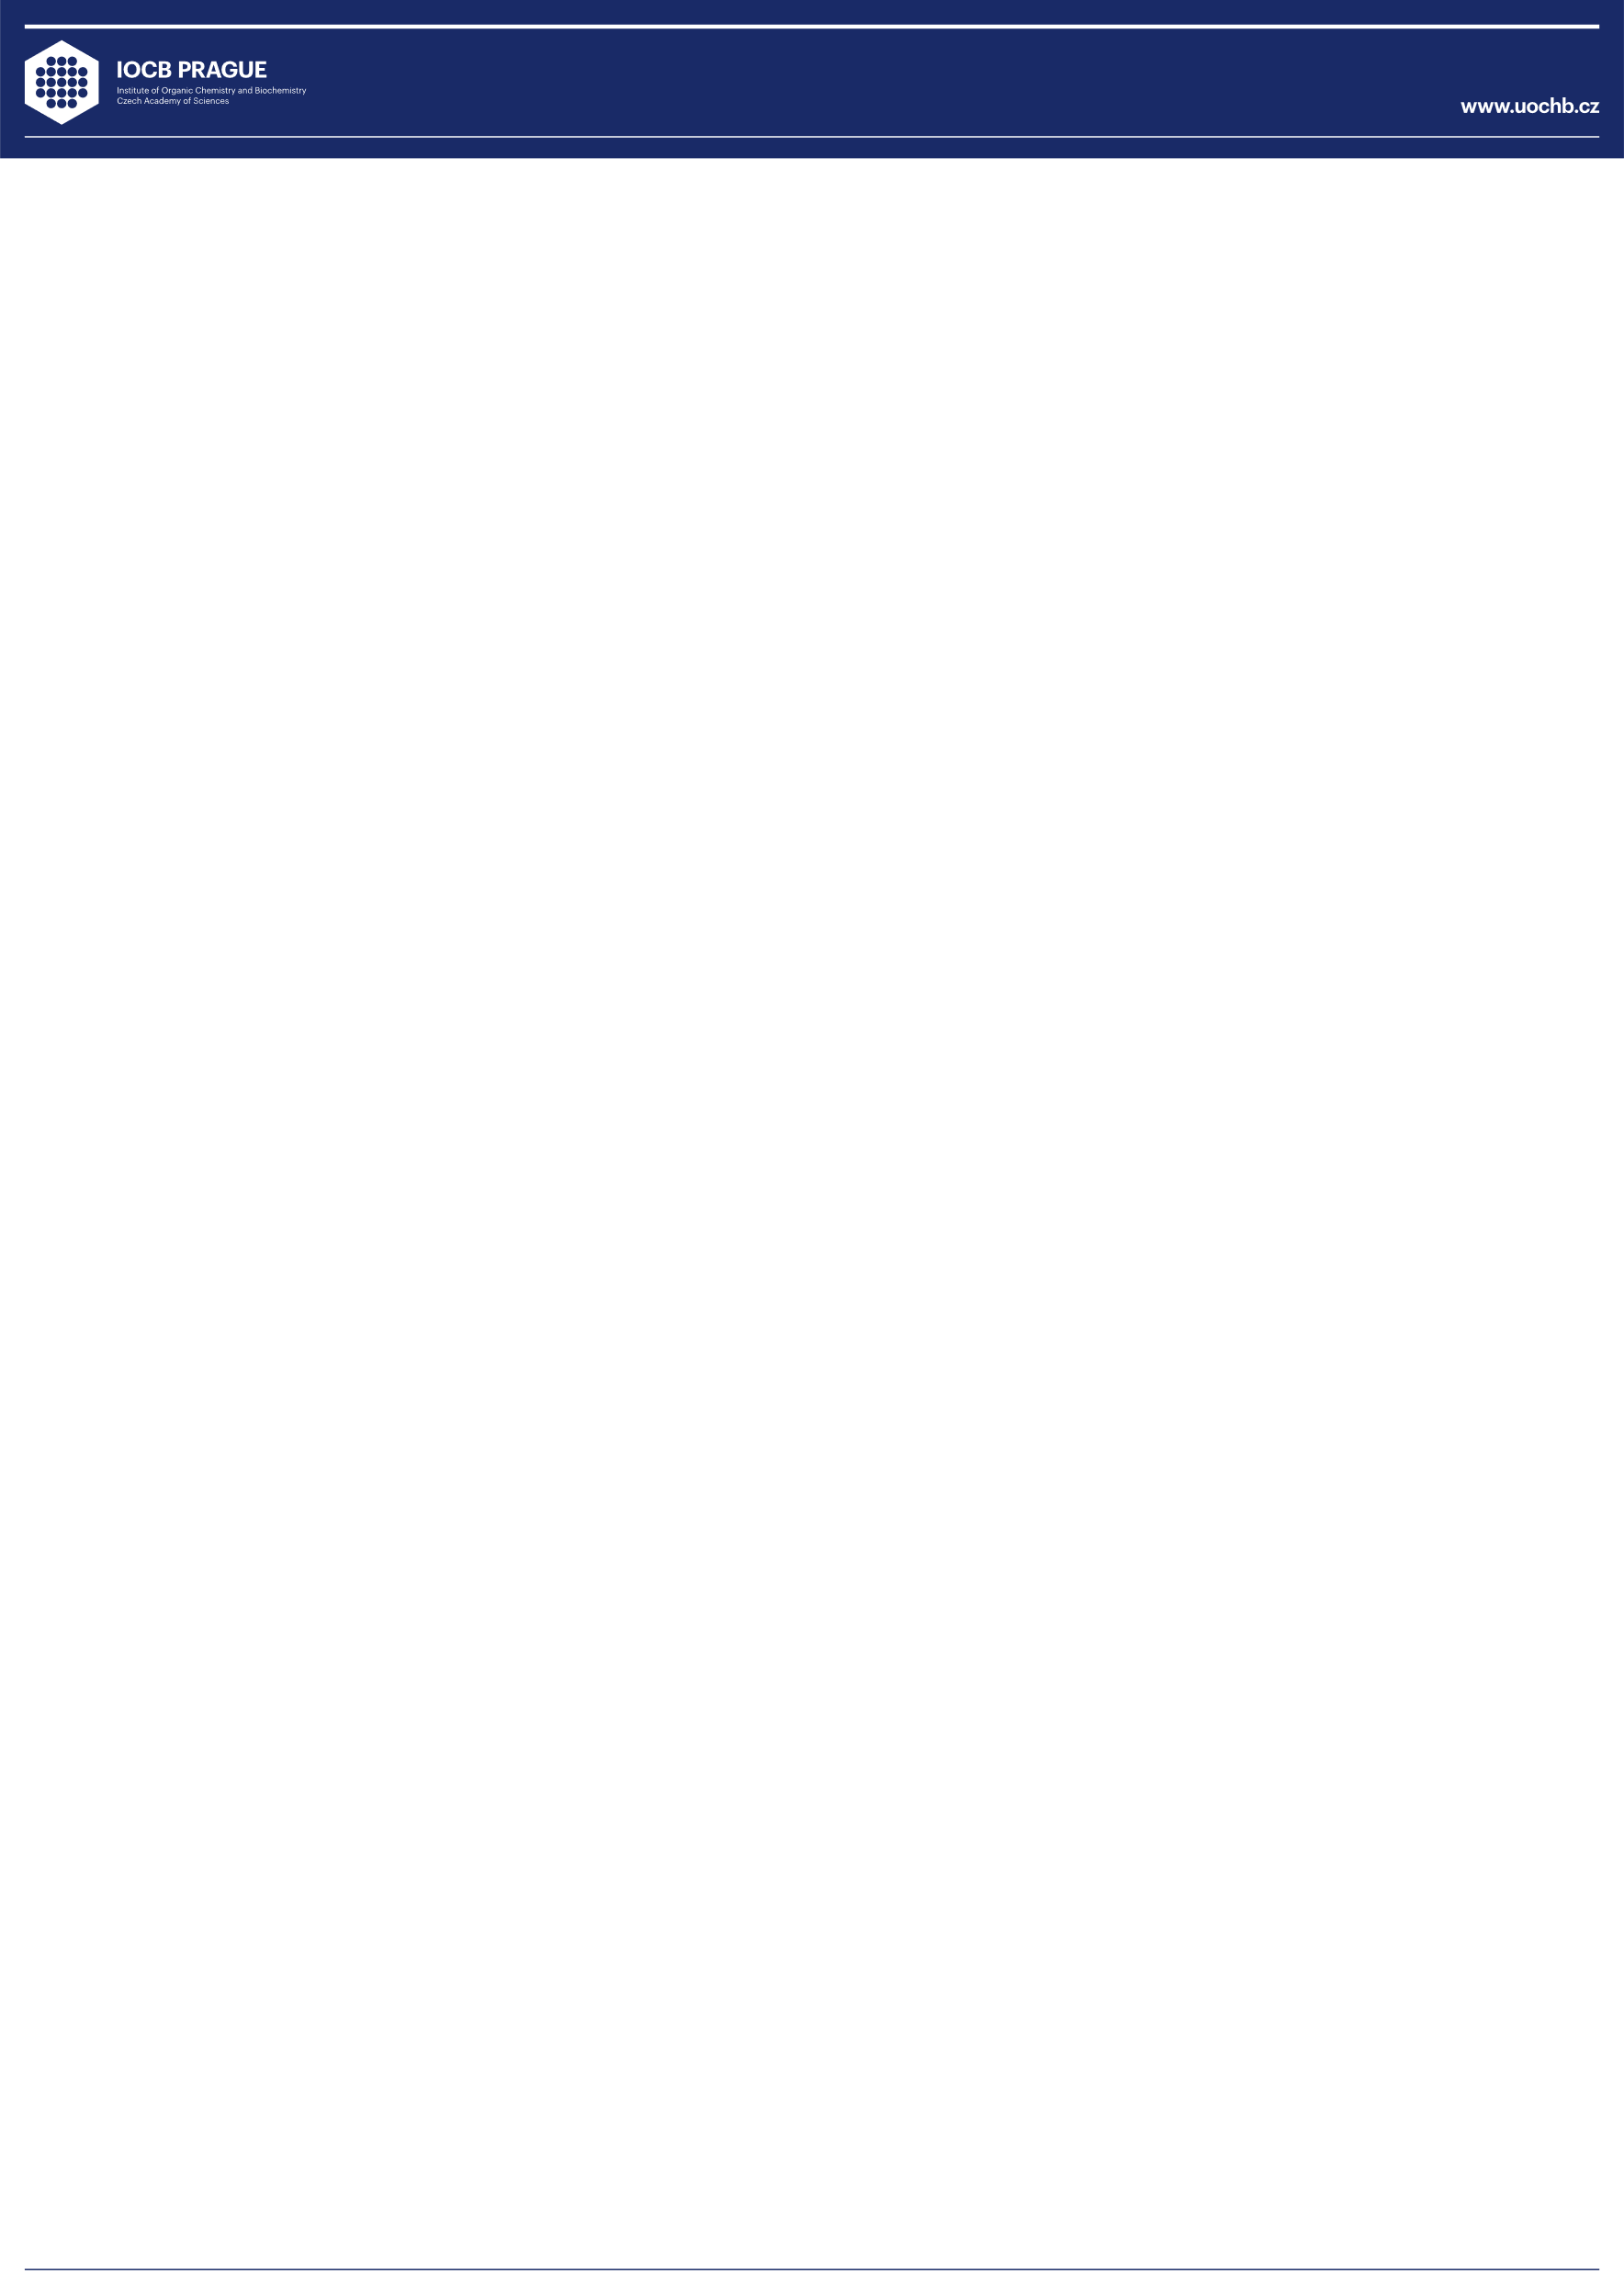 IOCB PRAGUE
Institute of Organic Chemistry and Biochemistry
Czech Academy of Sciences
www.uochb.cz